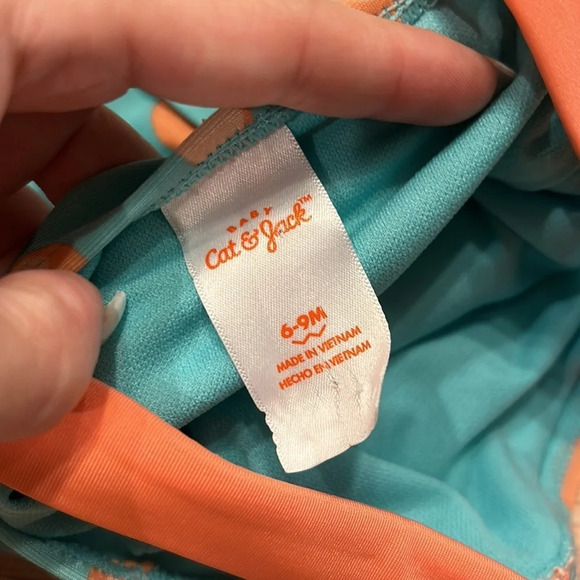 BABY
Cat & Jack™
6-9M
MADE IN VIETNAM
HECHO EN VIETNAM